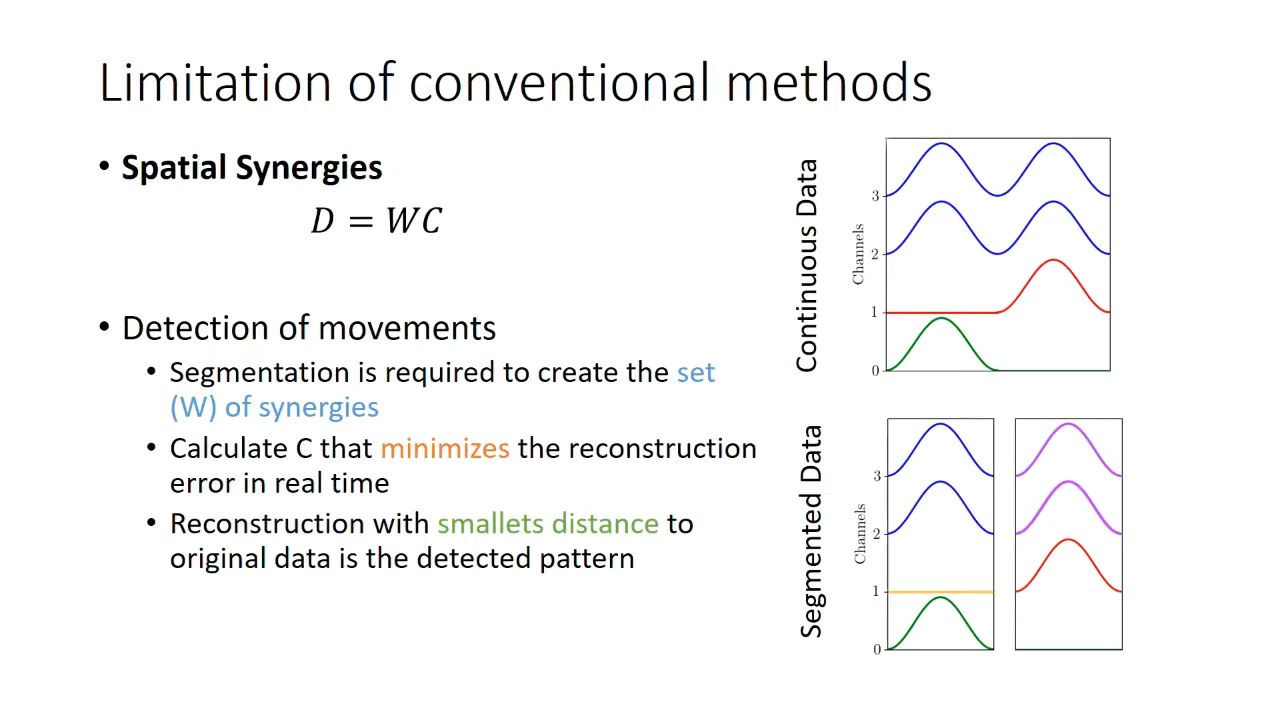 Limitation of conventional methods
• Spatial Synergies
D = WC
• Detection of movements
• Segmentation is required to create the set
(W) of synergies
• Calculate C that minimizes the reconstruction
error in real time
• Reconstruction with smallets distance to
original data is the detected pattern
Continuous Data
Channels
3
2
1
0
Segmented Data
Channels
3
2
1
0